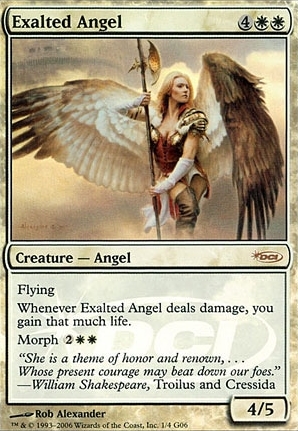 Exalted Angel 4
Creature — Angel
DCI
Flying
Whenever Exalted Angel deals damage, you
gain that much life.
Morph 2
“She is a theme of honor and renown, . . .
Whose present courage may beat down our foes.”
—William Shakespeare, Troilus and Cressida
Rob Alexander
4/5
™ & © 1993–2006 Wizards of the Coast, Inc. 1/4 G06